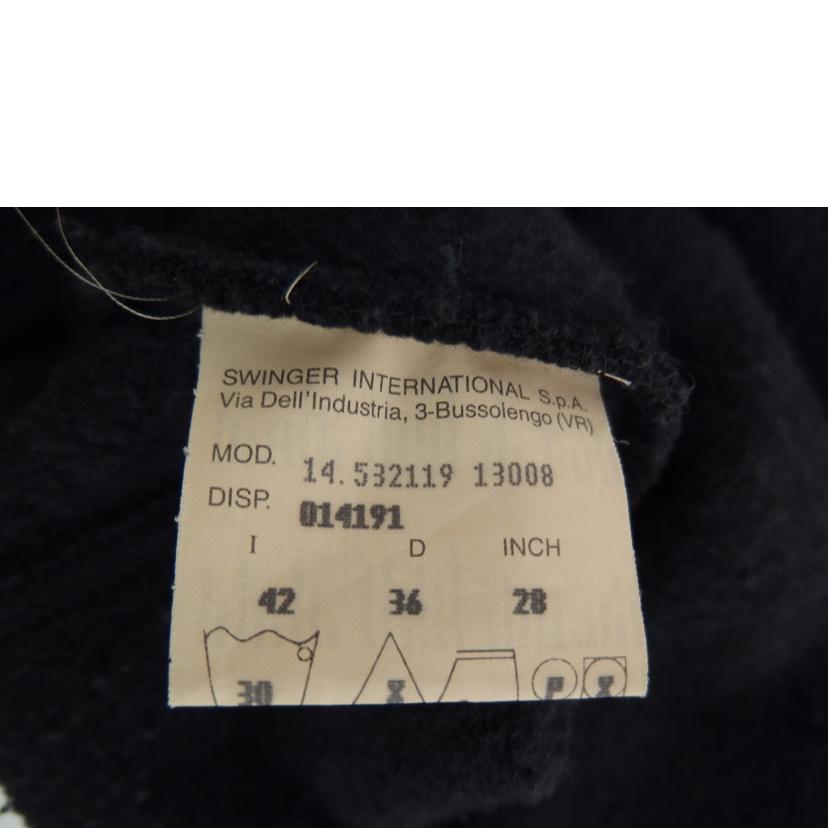 SWINGER INTERNATIONAL S.p.A.
Via Dell'Industria, 3-Bussolengo (VR)
MOD. 14.532119 13008
DISP. 014191
I D INCH
42 36 28
30 X P X